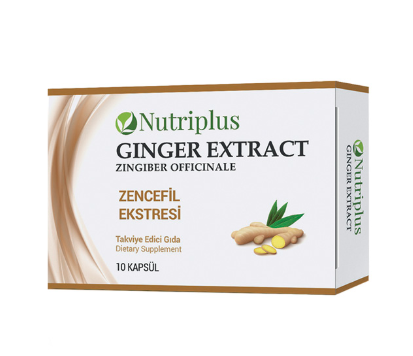 Nutriplus
GINGER EXTRACT
ZINGIBER OFFICINALE
ZENCEFİL
EKSTRESİ
Takviye Edici Gıda
Dietary Supplement
10 KAPSÜL
Nutriplus
GINGER EXTRACT